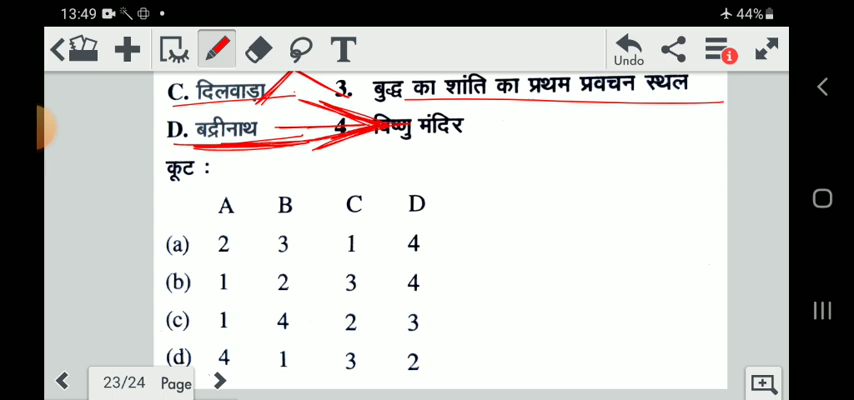 13:49 44%
T Undo i
C. दिलवाडा 3. बुद्ध का शांति का प्रथम प्रवचन स्थल
D. बद्रीनाथ 4 विष्णु मंदिर
कूट :
A B C D
(a) 2 3 1 4
(b) 1 2 3 4
(c) 1 4 2 3
(d) 4 1 3 2
23/24 Page